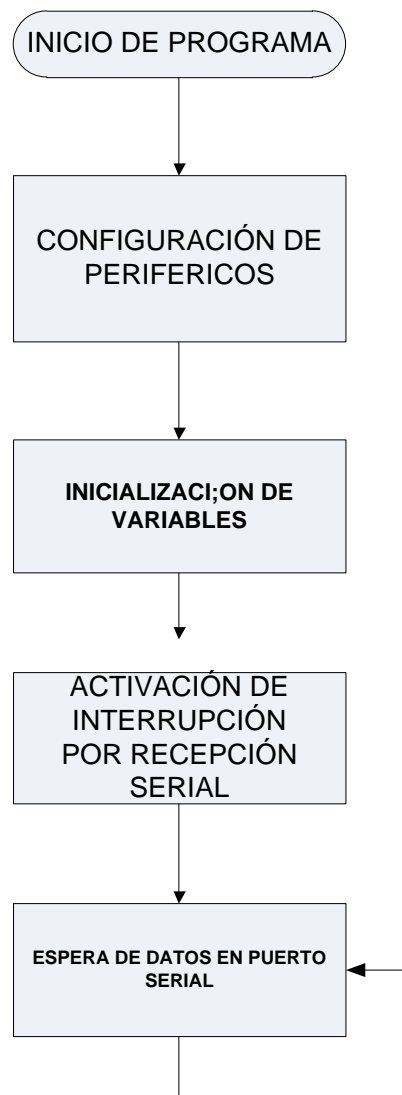 INICIO DE PROGRAMA
CONFIGURACIÓN DE
PERIFERICOS
INICIALIZACI;ON DE
VARIABLES
ACTIVACIÓN DE
INTERRUPCIÓN
POR RECEPCIÓN
SERIAL
ESPERA DE DATOS EN PUERTO
SERIAL